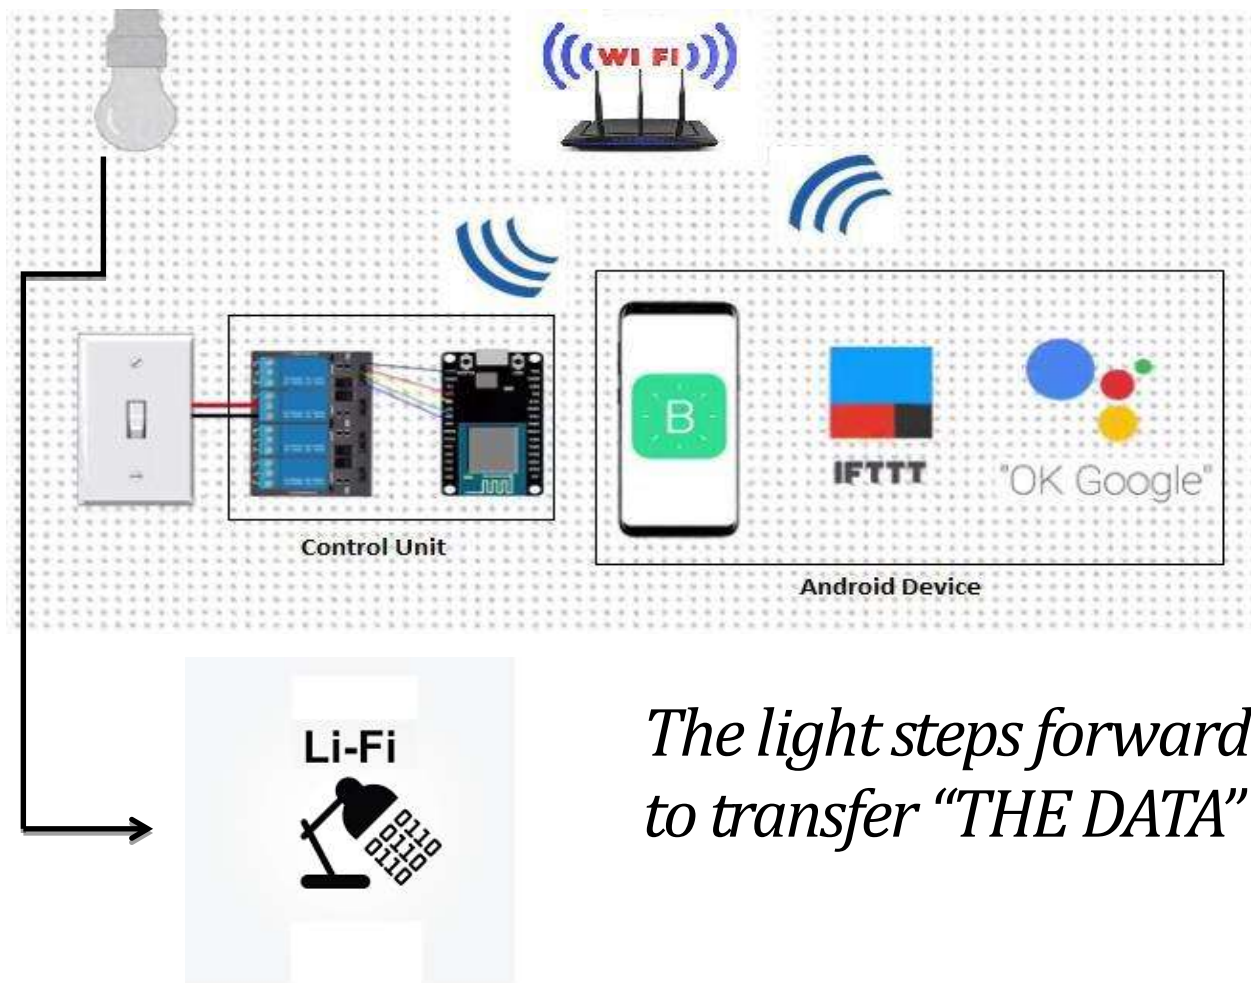 WI FI
B
IFTTT
"OK Google"
Control Unit
Android Device
Li-Fi
0110
0110
0110
The light steps forward
to transfer “THE DATA”